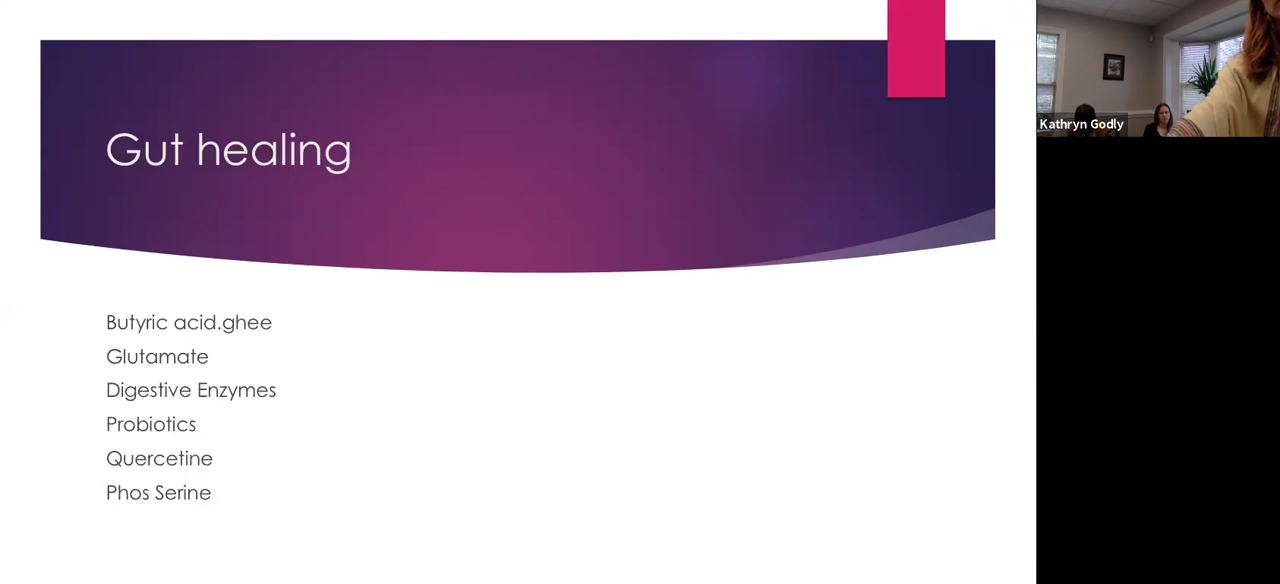 Gut healing
Butyric acid.ghee
Glutamate
Digestive Enzymes
Probiotics
Quercetine
Phos Serine
Kathryn Godly